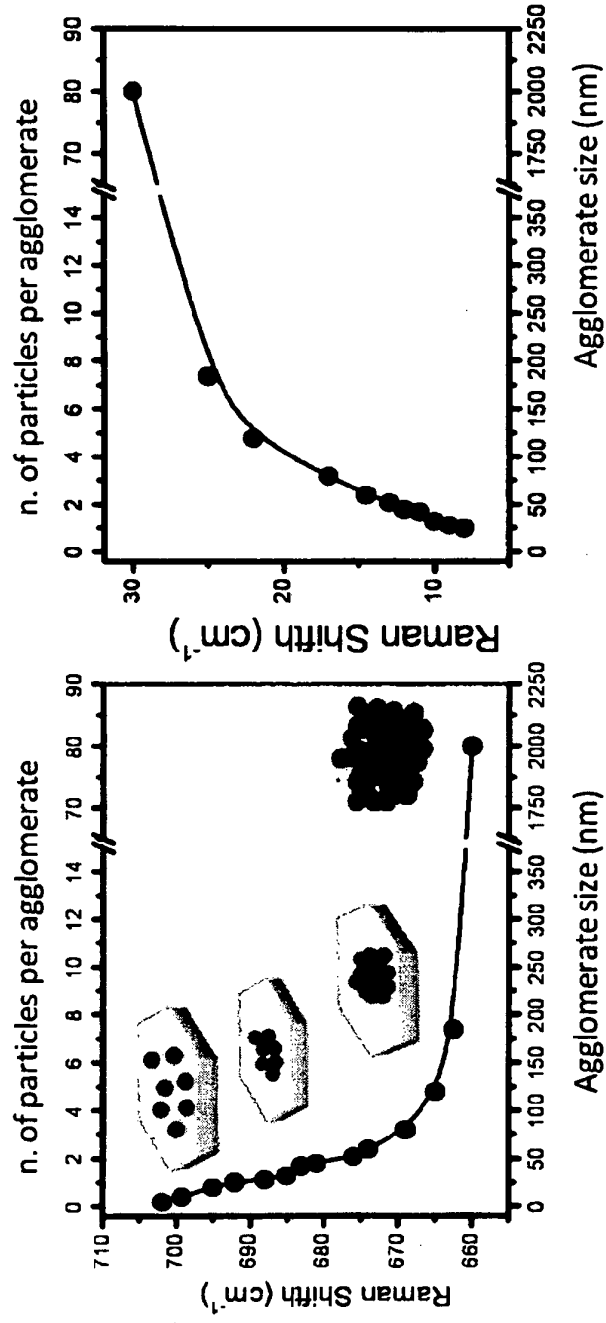 n. of particles per agglomerate
0 2 4 6 8 10 12 14 70 80 90
710
700
690
680
670
660
Raman Shifth (cm⁻¹)
0 50 100 150 200 250 300 350 1750 2000 2250
Agglomerate size (nm)
n. of particles per agglomerate
0 2 4 6 8 10 12 14 70 80 90
30
20
10
Raman Shifth (cm⁻¹)
0 50 100 150 200 250 300 350 1750 2000 2250
Agglomerate size (nm)